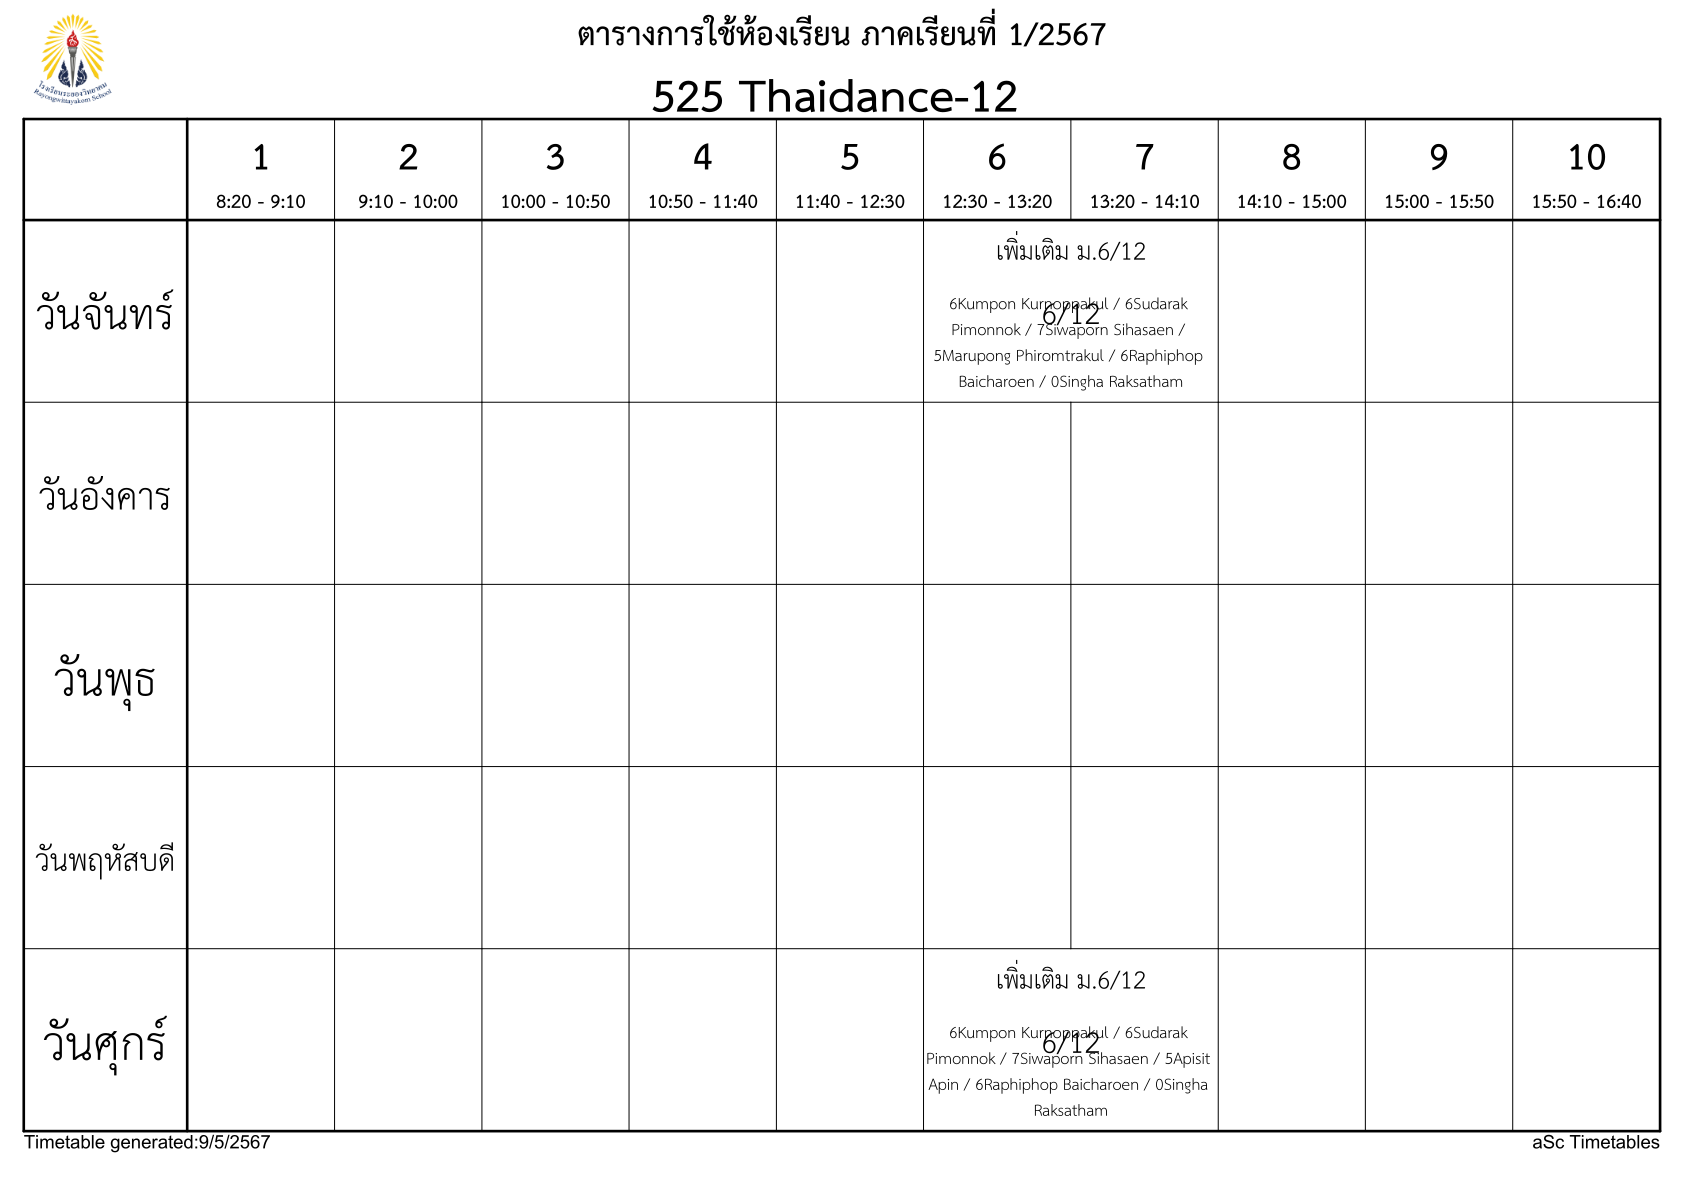 ตารางการใช้ห้องเรียน ภาคเรียนที่ 1/2567
โรงเรียนระยองวิทยาคม
Rayongwittayakom School
525 Thaidance-12
1 2 3 4 5 6 7 8 9 10
8:20 - 9:10 9:10 - 10:00 10:00 - 10:50 10:50 - 11:40 11:40 - 12:30 12:30 - 13:20 13:20 - 14:10 14:10 - 15:00 15:00 - 15:50 15:50 - 16:40
วันจันทร์
เพิ่มเติม ม.6/12
6/12
6Kumpon Kurnoppakul / 6Sudarak
Pimonnok / 7Siwaporn Sihasaen /
5Marupong Phiromtrakul / 6Raphiphop
Baicharoen / 0Singha Raksatham
วันอังคาร
วันพุธ
วันพฤหัสบดี
วันศุกร์
เพิ่มเติม ม.6/12
6/12
6Kumpon Kurnoppakul / 6Sudarak
Pimonnok / 7Siwaporn Sihasaen / 5Apisit
Apin / 6Raphiphop Baicharoen / 0Singha
Raksatham
Timetable generated:9/5/2567
aSc Timetables